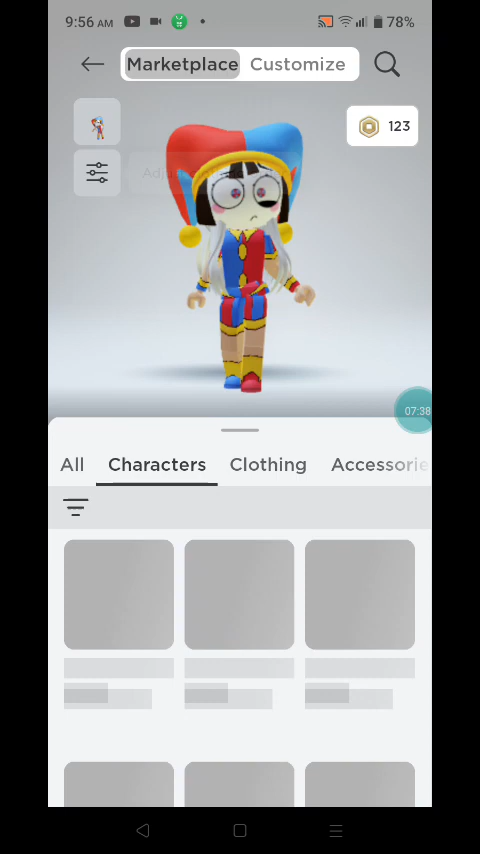 9:56 AM 78%
Marketplace Customize
123
07:38
All Characters Clothing Accessorie